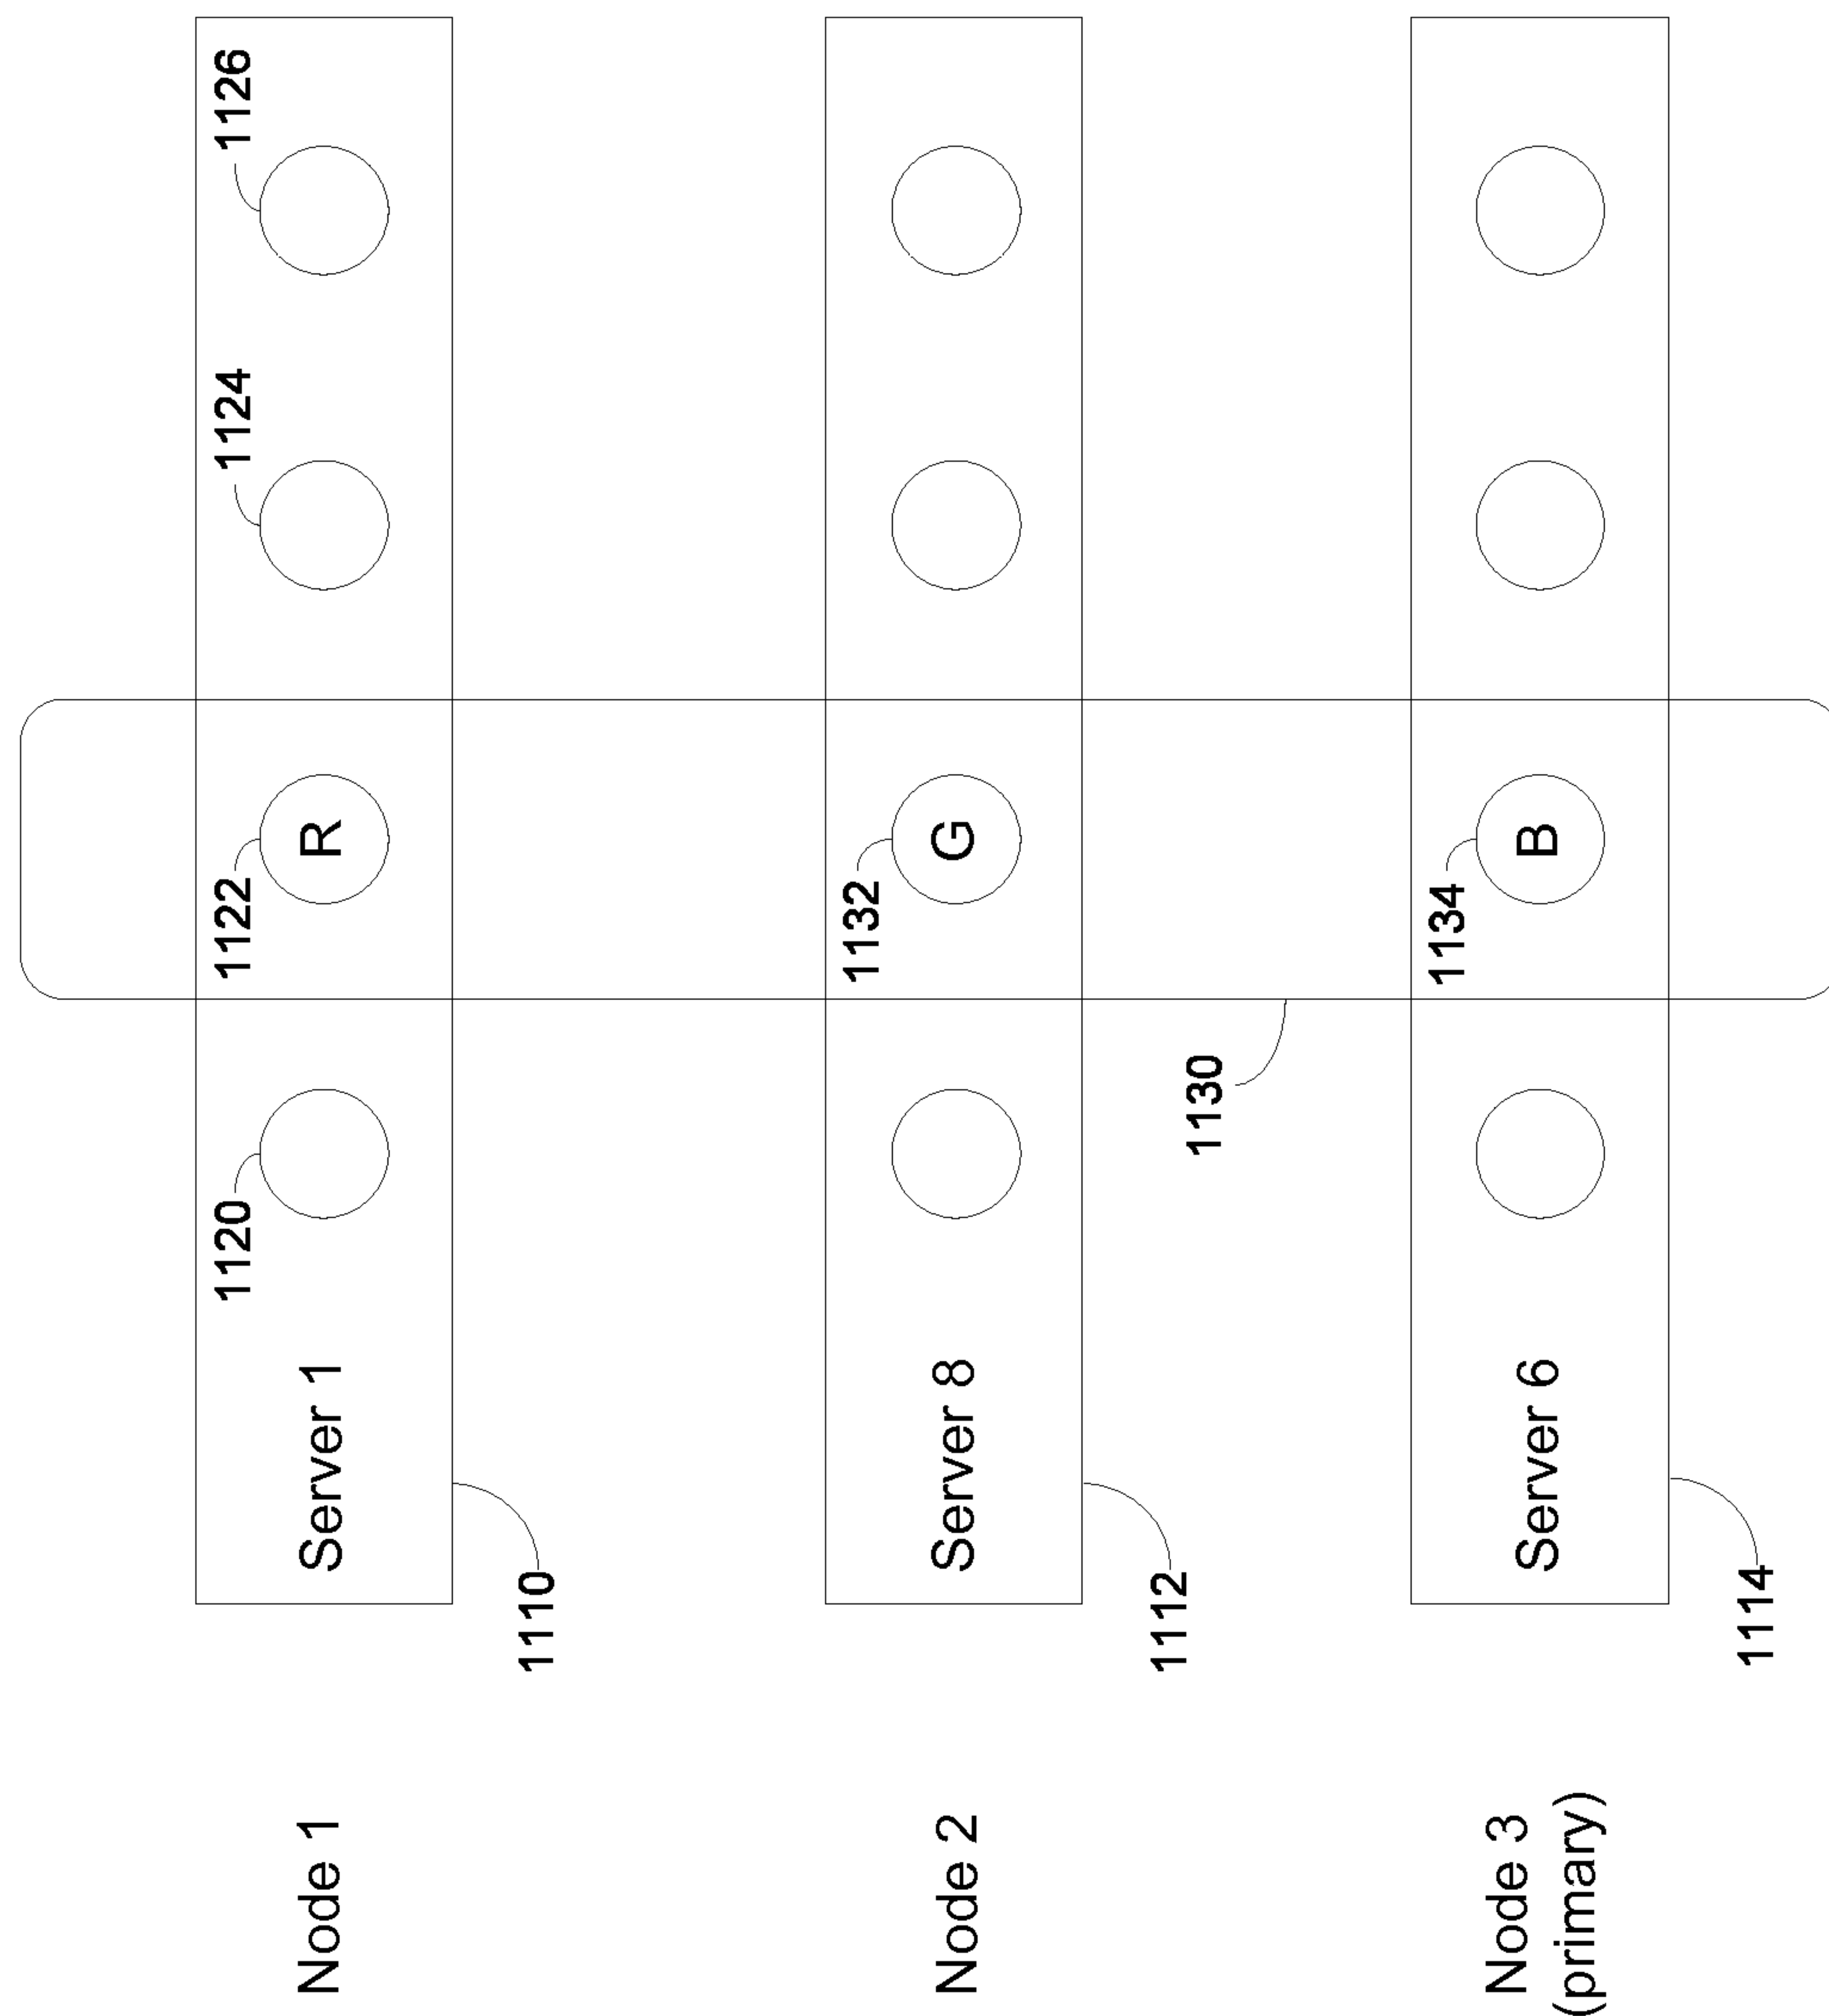 Node 1
Server 1
1110
1120
1122
R
1124
1126
Node 2
Server 8
1112
1132
G
1130
Node 3
(primary)
Server 6
1114
1134
B